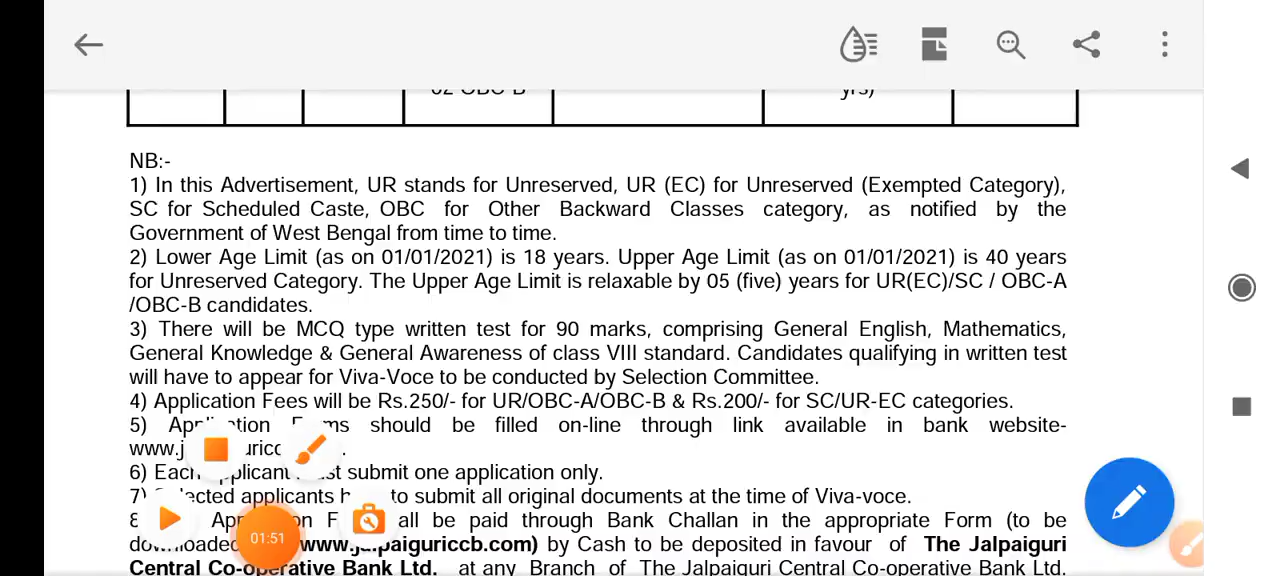 NB:-
1) In this Advertisement, UR stands for Unreserved, UR (EC) for Unreserved (Exempted Category),
SC for Scheduled Caste, OBC for Other Backward Classes category, as notified by the
Government of West Bengal from time to time.
2) Lower Age Limit (as on 01/01/2021) is 18 years. Upper Age Limit (as on 01/01/2021) is 40 years
for Unreserved Category. The Upper Age Limit is relaxable by 05 (five) years for UR(EC)/SC / OBC-A
/OBC-B candidates.
3) There will be MCQ type written test for 90 marks, comprising General English, Mathematics,
General Knowledge & General Awareness of class VIII standard. Candidates qualifying in written test
will have to appear for Viva-Voce to be conducted by Selection Committee.
4) Application Fees will be Rs.250/- for UR/OBC-A/OBC-B & Rs.200/- for SC/UR-EC categories.
5) should be filled on-line through link available in bank website-
6) Each submit one application only.
7) applicants to submit all original documents at the time of Viva-voce.
8 all be paid through Bank Challan in the appropriate Form (to be
www.jalpaiguriccb.com) by Cash to be deposited in favour of The Jalpaiguri
01:51
Central Co-operative Bank Ltd. at any Branch of The Jalpaiguri Central Co-operative Bank Ltd.